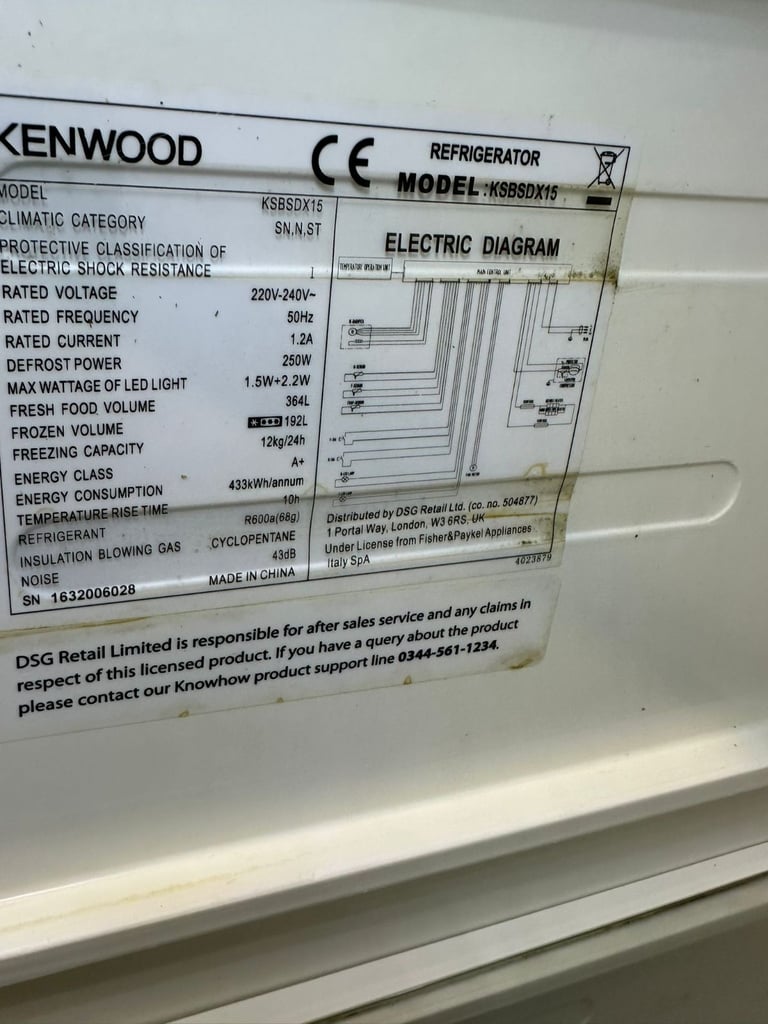 KENWOOD
CE
REFRIGERATOR
MODEL:KSBSDX15
MODEL KSBSDX15
CLIMATIC CATEGORY SN,N,ST
PROTECTIVE CLASSIFICATION OF
ELECTRIC SHOCK RESISTANCE I
RATED VOLTAGE 220V-240V~
RATED FREQUENCY 50Hz
RATED CURRENT 1.2A
DEFROST POWER 250W
MAX WATTAGE OF LED LIGHT 1.5W+2.2W
FRESH FOOD VOLUME 364L
FROZEN VOLUME 192L
FREEZING CAPACITY 12kg/24h
ENERGY CLASS A+
ENERGY CONSUMPTION 433kWh/annum
TEMPERATURE RISE TIME 10h
REFRIGERANT R600a(68g)
INSULATION BLOWING GAS CYCLOPENTANE
NOISE 43dB
SN 1632006028 MADE IN CHINA
ELECTRIC DIAGRAM
TEMPERATURE OPERATION UNIT
MAIN CONTROL UNIT
Distributed by DSG Retail Ltd. (co. no. 504877)
1 Portal Way, London, W3 6RS, UK
Under License from Fisher&Paykel Appliances
Italy SpA
4023879
DSG Retail Limited is responsible for after sales service and any claims in
respect of this licensed product. If you have a query about the product
please contact our Knowhow product support line 0344-561-1234.